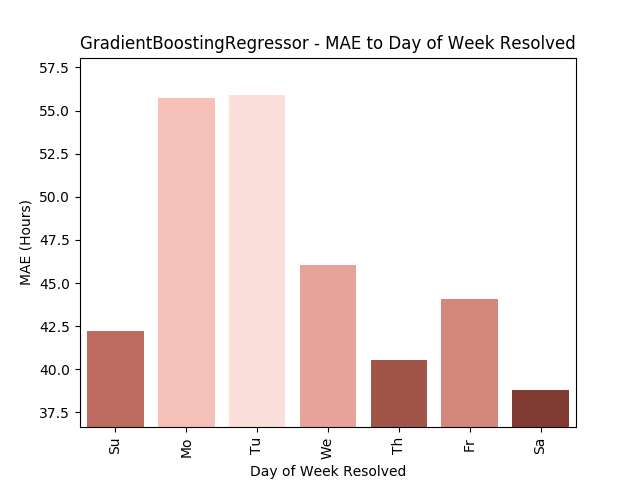 GradientBoostingRegressor - MAE to Day of Week Resolved
57.5
55.0
52.5
50.0
47.5
45.0
42.5
40.0
37.5
MAE (Hours)
Su
Mo
Tu
We
Th
Fr
Sa
Day of Week Resolved